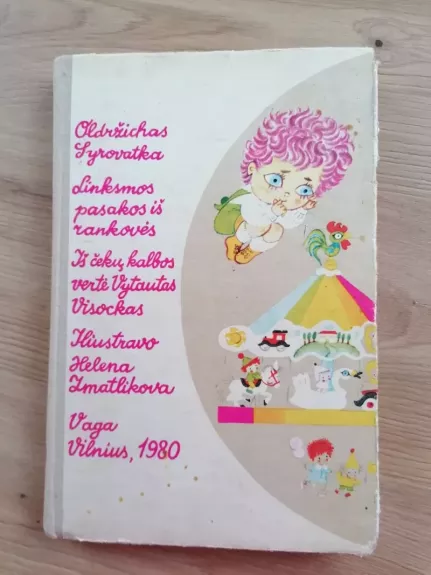 Oldržichas
Syrovatka
Linksmos
pasakos iš
rankovės
Iš čekų kalbos
vertė Vytautas
Visockas
Iliustravo
Helena
Zmatlikova
Vaga
Vilnius, 1980